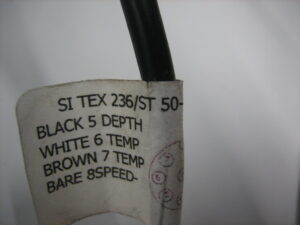 SI TEX 236/ST 50-
BLACK 5 DEPTH
WHITE 6 TEMP
BROWN 7 TEMP
BARE 8SPEED-